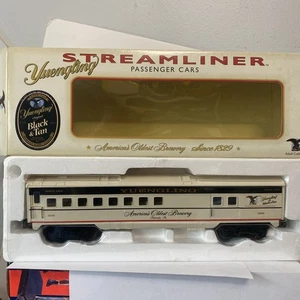 STREAMLINER
PASSENGER CARS
Yuengling
Yuengling
Black
&
Tan
America's Oldest Brewery Since 1829
YUENGLING
America's Oldest Brewery